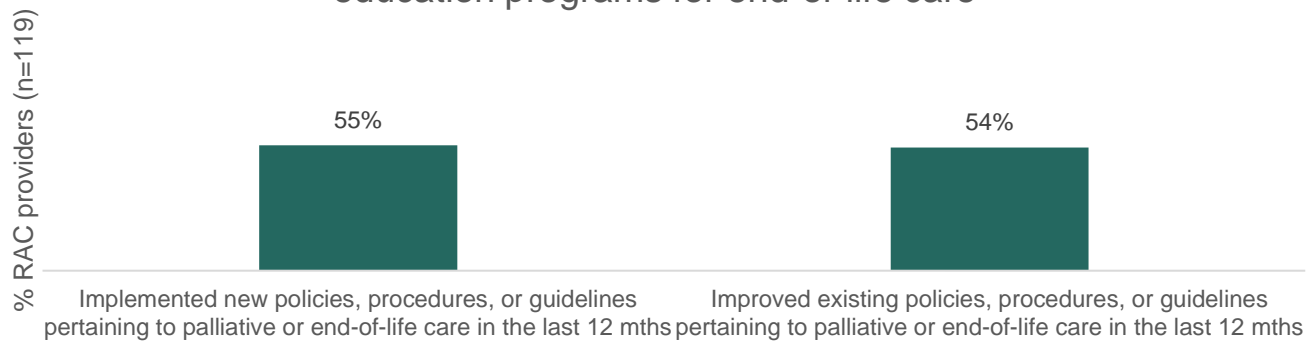 education programs for end-of-life care
% RAC providers (n=119)
55%
54%
Implemented new policies, procedures, or guidelines
pertaining to palliative or end-of-life care in the last 12 mths
Improved existing policies, procedures, or guidelines
pertaining to palliative or end-of-life care in the last 12 mths